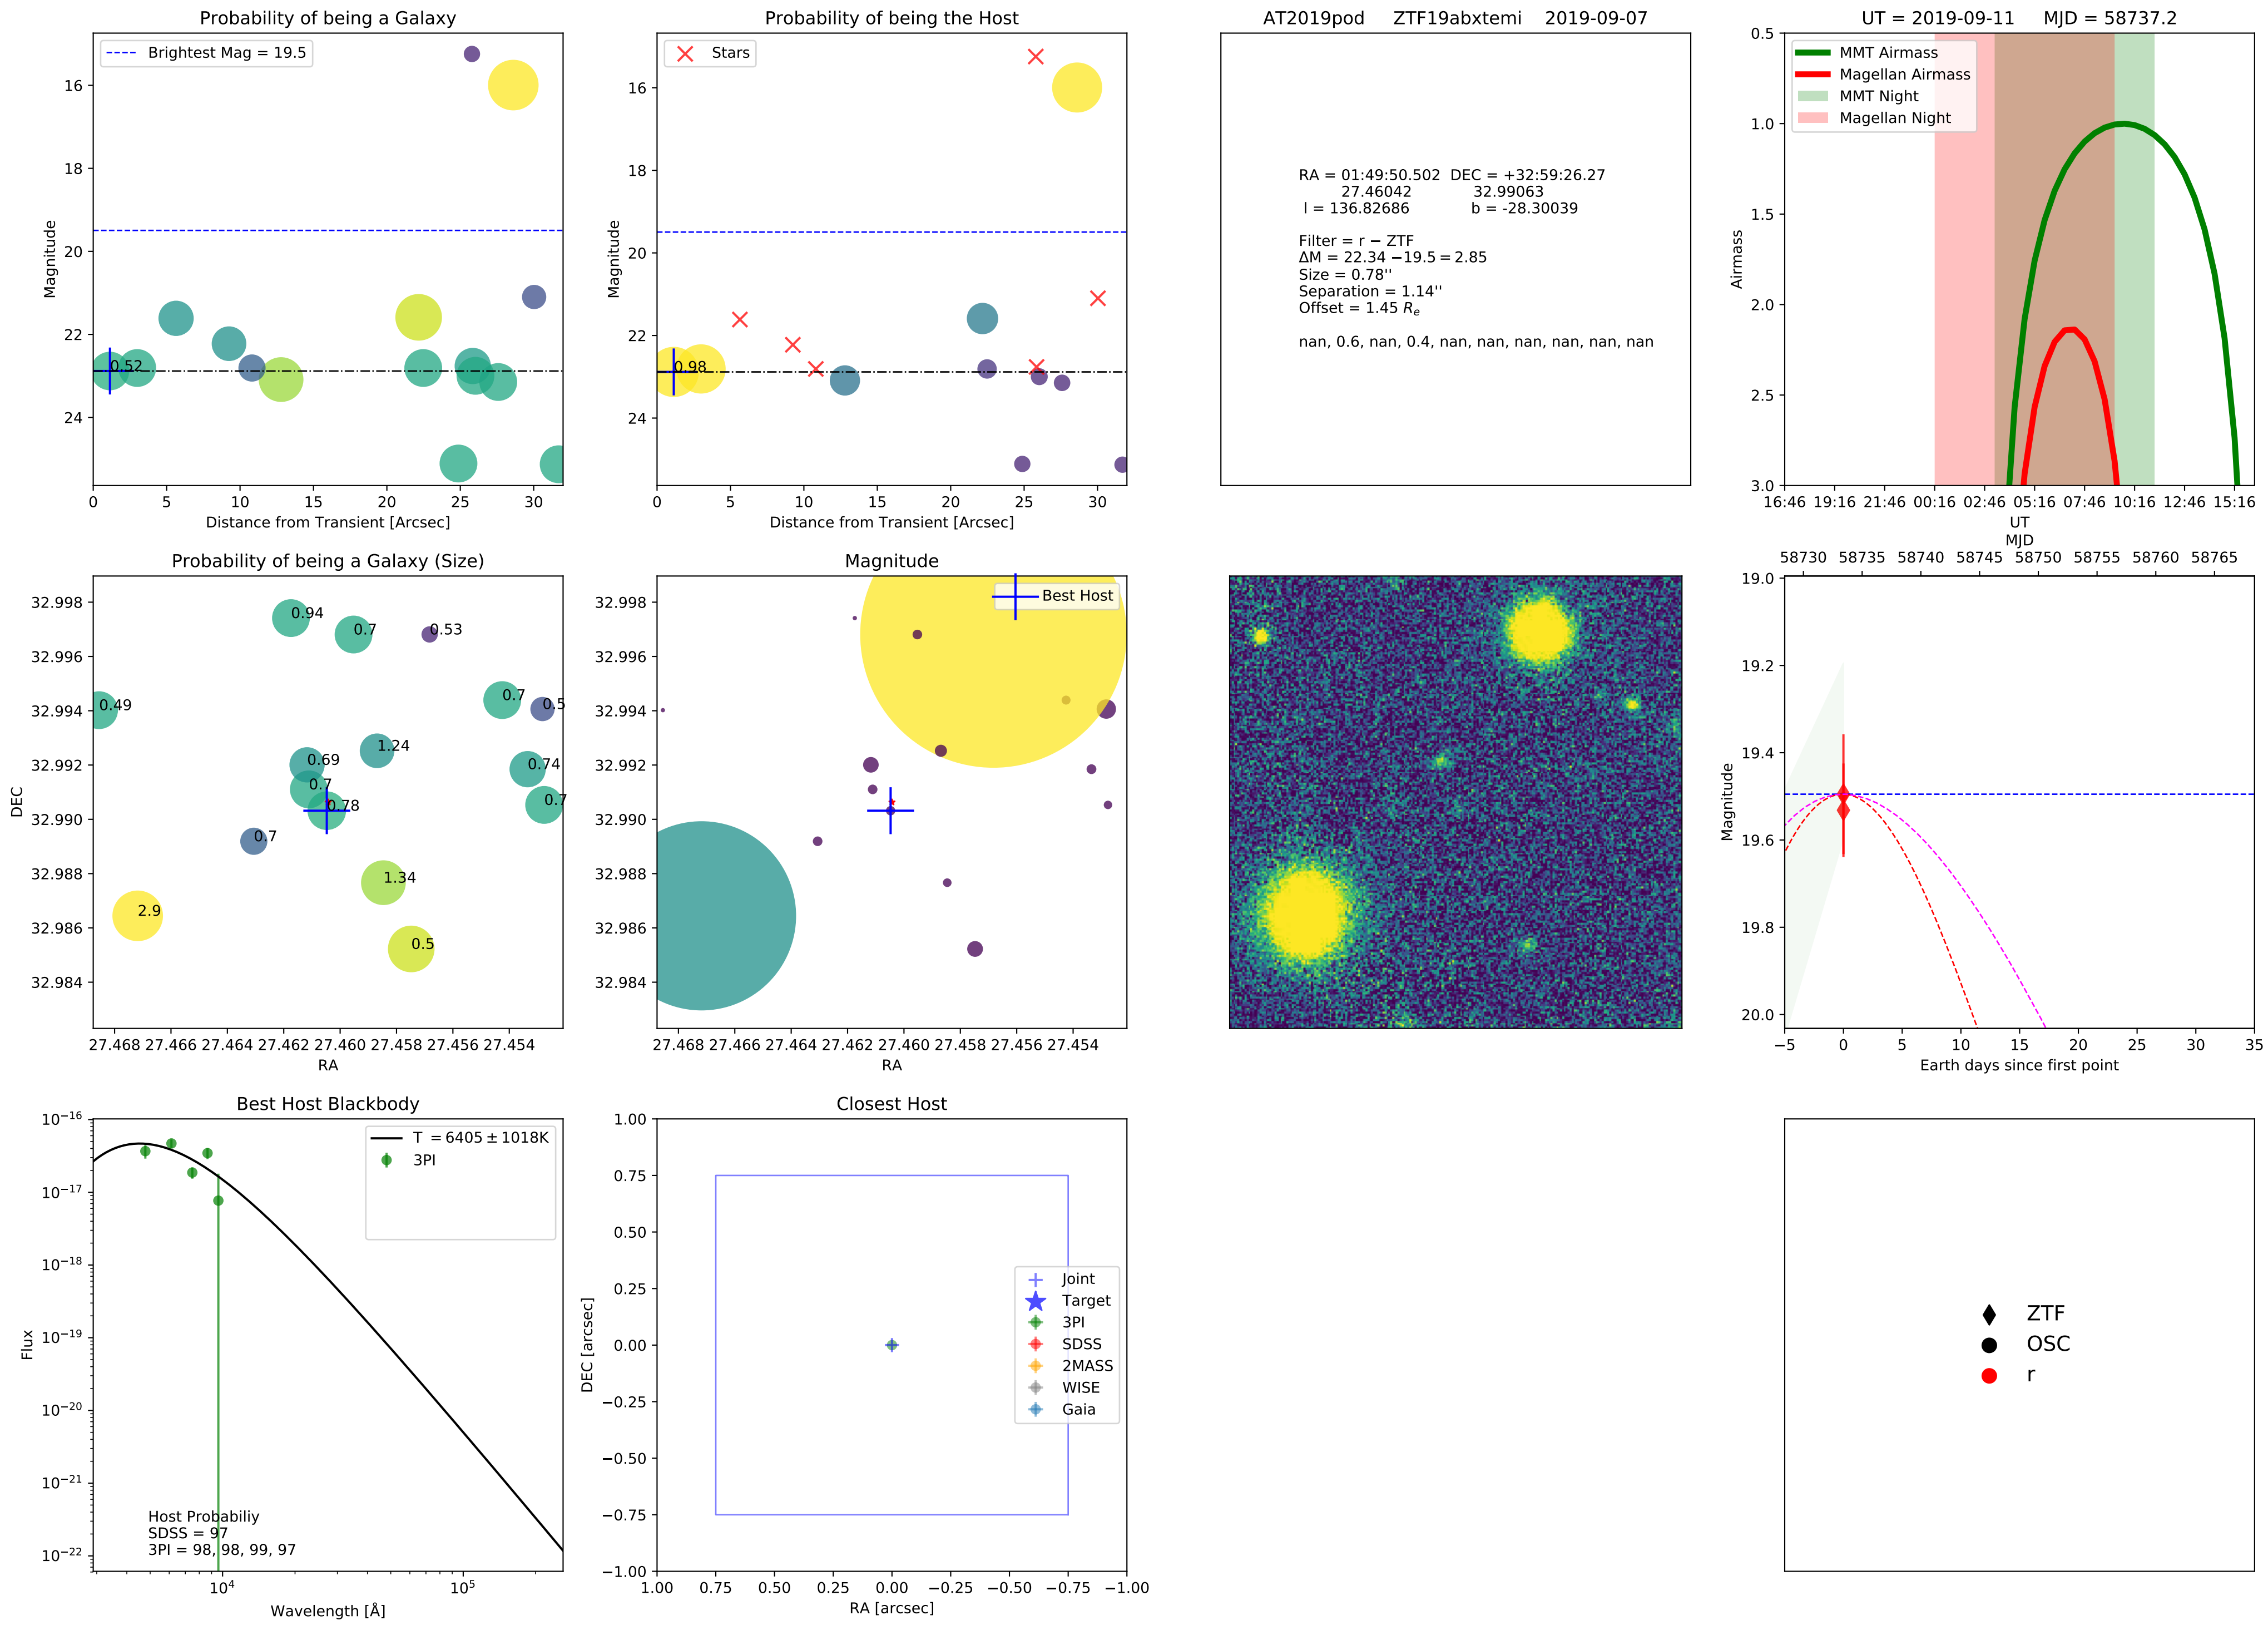 Probability of being a Galaxy
Brightest Mag = 19.5
0.52
16
18
20
22
24
Magnitude
0
5
10
15
20
25
30
Distance from Transient [Arcsec]
Probability of being the Host
Stars
0.98
16
18
20
22
24
Magnitude
0
5
10
15
20
25
30
Distance from Transient [Arcsec]
AT2019pod ZTF19abxtemi 2019-09-07
RA = 01:49:50.502 DEC = +32:59:26.27
27.46042 32.99063
l = 136.82686 b = -28.30039
Filter = r − ZTF
ΔM = 22.34 −19.5 = 2.85
Size = 0.78''
Separation = 1.14''
Offset = 1.45 Re
nan, 0.6, nan, 0.4, nan, nan, nan, nan, nan, nan
UT = 2019-09-11 MJD = 58737.2
MMT Airmass
Magellan Airmass
MMT Night
Magellan Night
0.5
1.0
1.5
2.0
2.5
3.0
Airmass
16:46 19:16 21:46 00:16 02:46 05:16 07:46 10:16 12:46 15:16
UT
Probability of being a Galaxy (Size)
0.94
0.7
0.53
0.7
0.5
0.49
1.24
0.69
0.74
0.7
0.78
0.7
0.7
1.34
2.9
0.5
32.998
32.996
32.994
32.992
32.990
32.988
32.986
32.984
DEC
27.468 27.466 27.464 27.462 27.460 27.458 27.456 27.454
RA
Magnitude
Best Host
32.998
32.996
32.994
32.992
32.990
32.988
32.986
32.984
27.468 27.466 27.464 27.462 27.460 27.458 27.456 27.454
RA
MJD
58730 58735 58740 58745 58750 58755 58760 58765
19.0
19.2
19.4
19.6
19.8
20.0
Magnitude
−5 0 5 10 15 20 25 30 35
Earth days since first point
Best Host Blackbody
T = 6405 ± 1018K
3PI
10−16
10−17
10−18
10−19
10−20
10−21
10−22
Flux
Host Probabiliy
SDSS = 97
3PI = 98, 98, 99, 97
104 105
Wavelength [Å]
Closest Host
Joint
Target
3PI
SDSS
2MASS
WISE
Gaia
1.00
0.75
0.50
0.25
0.00
−0.25
−0.50
−0.75
−1.00
DEC [arcsec]
1.00 0.75 0.50 0.25 0.00 −0.25 −0.50 −0.75 −1.00
RA [arcsec]
ZTF
OSC
r